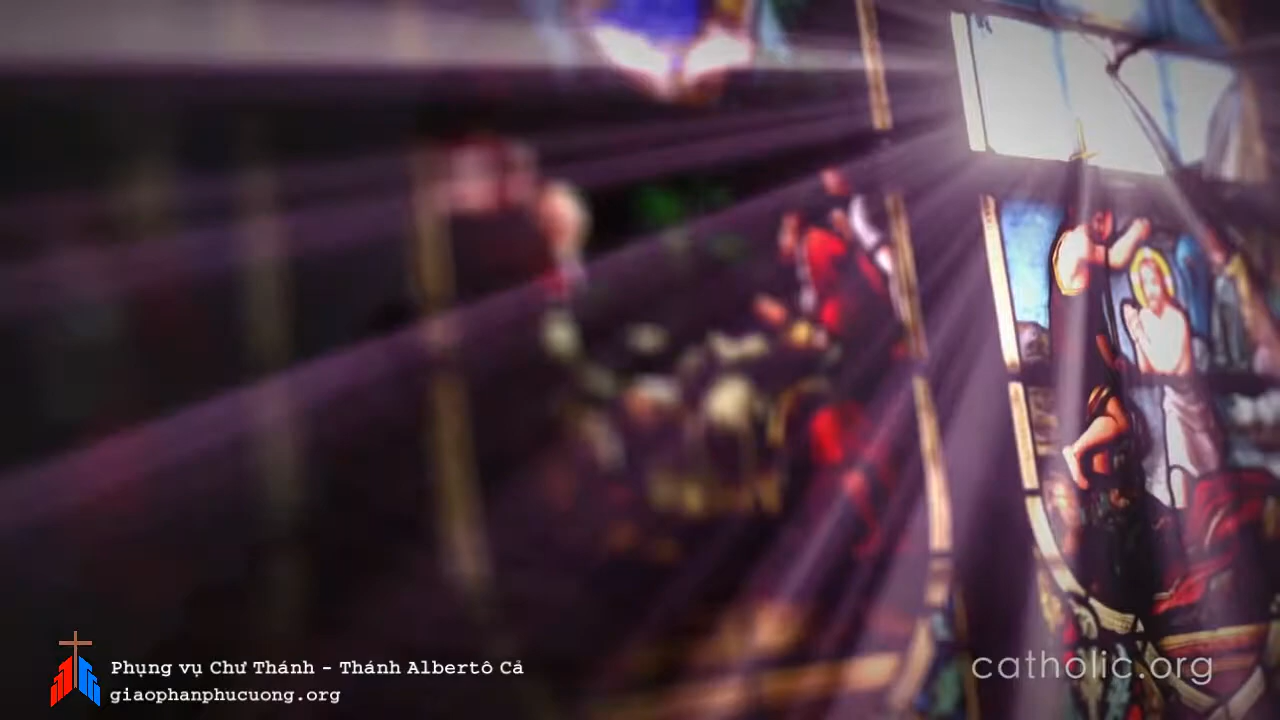 Phụng vụ Chư Thánh - Thánh Albertô Cả
giaophanphucuong.org
catholic.org